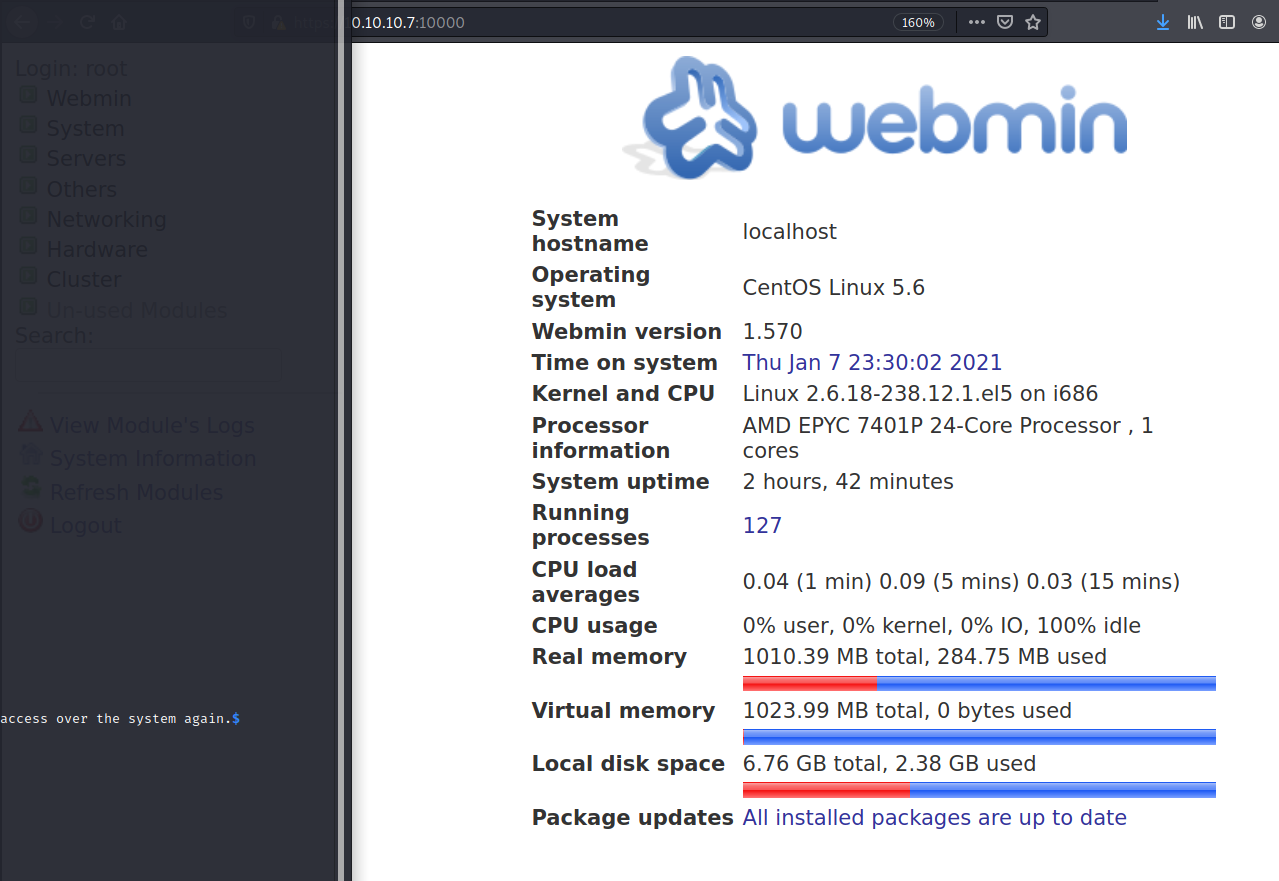 0.10.10.7:10000
160%
Login: root
Webmin
System
Servers
Others
Networking
Hardware
Cluster
Un-used Modules
Search:
View Module's Logs
System Information
Refresh Modules
Logout
access over the system again.$
webmin
System
hostname
localhost
Operating
system
CentOS Linux 5.6
Webmin version 1.570
Time on system Thu Jan 7 23:30:02 2021
Kernel and CPU Linux 2.6.18-238.12.1.el5 on i686
Processor
information
AMD EPYC 7401P 24-Core Processor , 1
cores
System uptime 2 hours, 42 minutes
Running
processes
127
CPU load
averages
0.04 (1 min) 0.09 (5 mins) 0.03 (15 mins)
CPU usage 0% user, 0% kernel, 0% IO, 100% idle
Real memory 1010.39 MB total, 284.75 MB used
Virtual memory 1023.99 MB total, 0 bytes used
Local disk space 6.76 GB total, 2.38 GB used
Package updates All installed packages are up to date